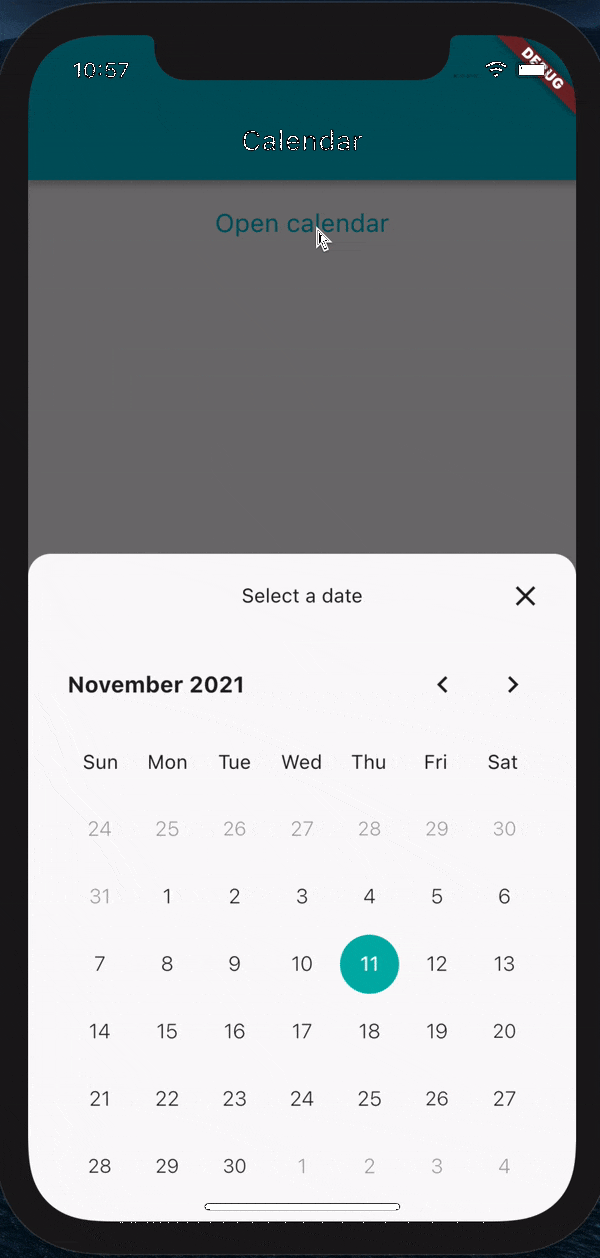 10:57
DEBUG
Calendar
Open calendar
Select a date
November 2021
Sun Mon Tue Wed Thu Fri Sat
24 25 26 27 28 29 30
31 1 2 3 4 5 6
7 8 9 10 11 12 13
14 15 16 17 18 19 20
21 22 23 24 25 26 27
28 29 30 1 2 3 4